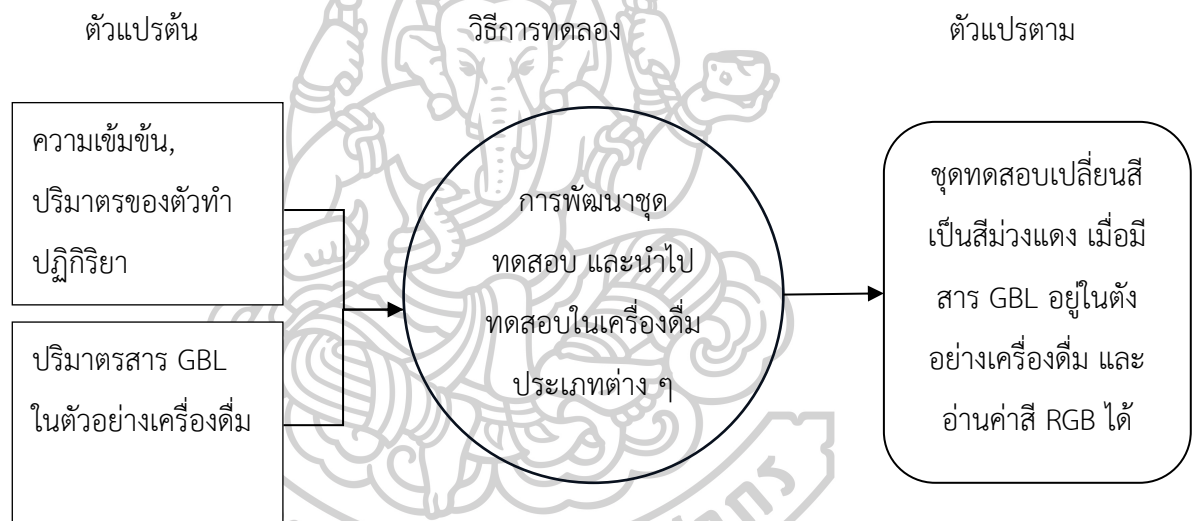 ตัวแปรต้น
วิธีการทดลอง
ตัวแปรตาม
ความเข้มข้น,
ปริมาตรของตัวทำ
ปฏิกิริยา
ปริมาตรสาร GBL
ในตัวอย่างเครื่องดื่ม
การพัฒนาชุด
ทดสอบ และนำไป
ทดสอบในเครื่องดื่ม
ประเภทต่าง ๆ
ชุดทดสอบเปลี่ยนสี
เป็นสีม่วงแดง เมื่อมี
สาร GBL อยู่ในตัง
อย่างเครื่องดื่ม และ
อ่านค่าสี RGB ได้